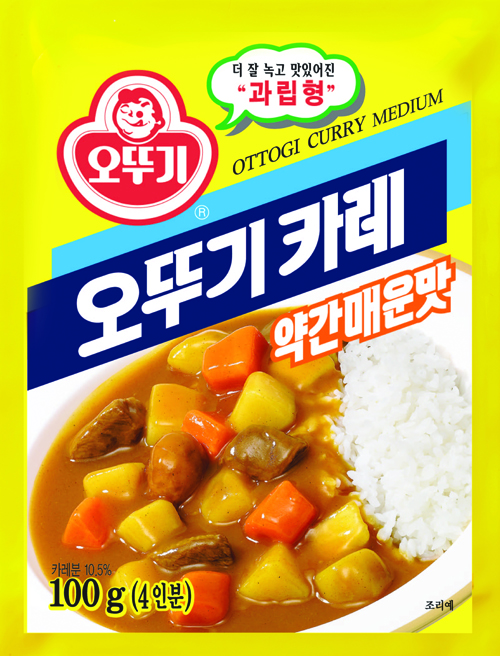 더 잘 녹고 맛있어진
“과립형”
오뚜기
®
OTTOGI CURRY MEDIUM
오뚜기 카레
약간매운맛
카레분 10.5%
100 g (4인분)
조리예